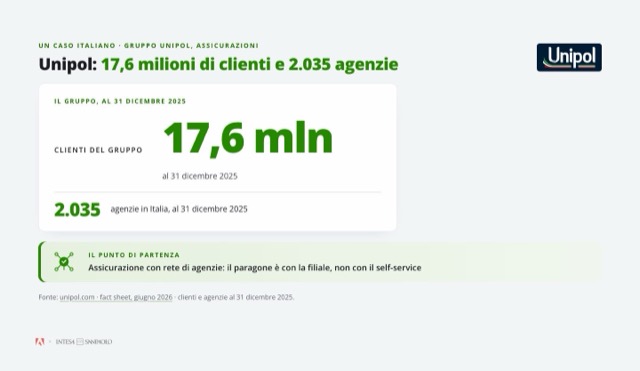 UN CASO ITALIANO · GRUPPO UNIPOL, ASSICURAZIONI
Unipol: 17,6 milioni di clienti e 2.035 agenzie
Unipol
IL GRUPPO, AL 31 DICEMBRE 2025
CLIENTI DEL GRUPPO
17,6 mln
al 31 dicembre 2025
2.035 agenzie in Italia, al 31 dicembre 2025
IL PUNTO DI PARTENZA
Assicurazione con rete di agenzie: il paragone è con la filiale, non con il self-service
Fonte: unipol.com · fact sheet, giugno 2026 · clienti e agenzie al 31 dicembre 2025.
INTESA SANPAOLO